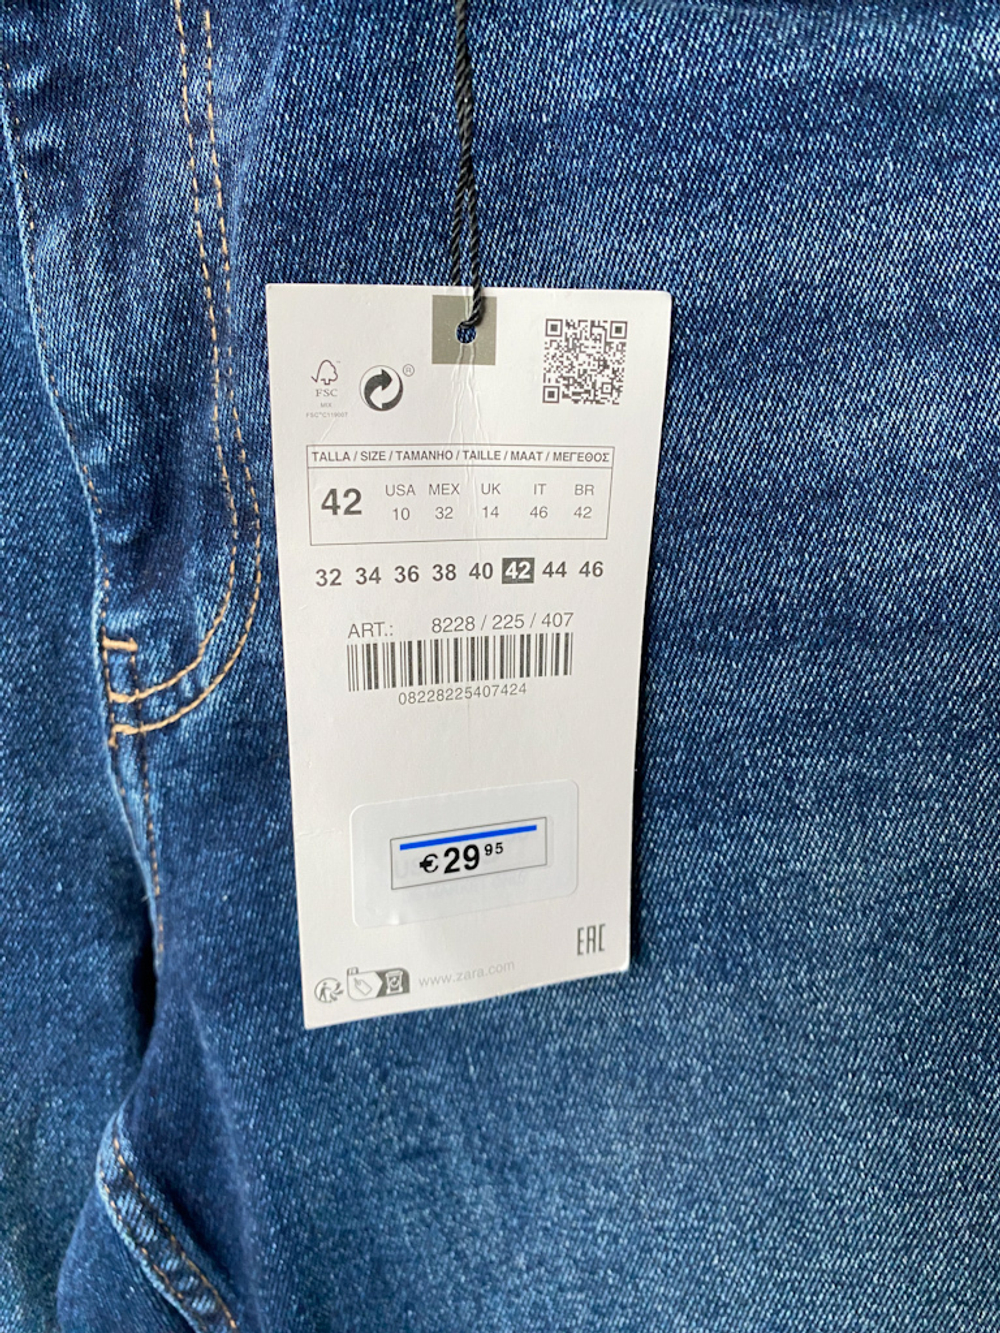 FSC
MIX
FSC™C119007
®
TALLA / SIZE / TAMANHO / TAILLE / MAAT / ΜΕΓΕΘΟΣ
42 USA MEX UK IT BR
10 32 14 46 42
32 34 36 38 40 42 44 46
ART.: 8228 / 225 / 407
08228225407424
€29 95
EAC
FR
www.zara.com